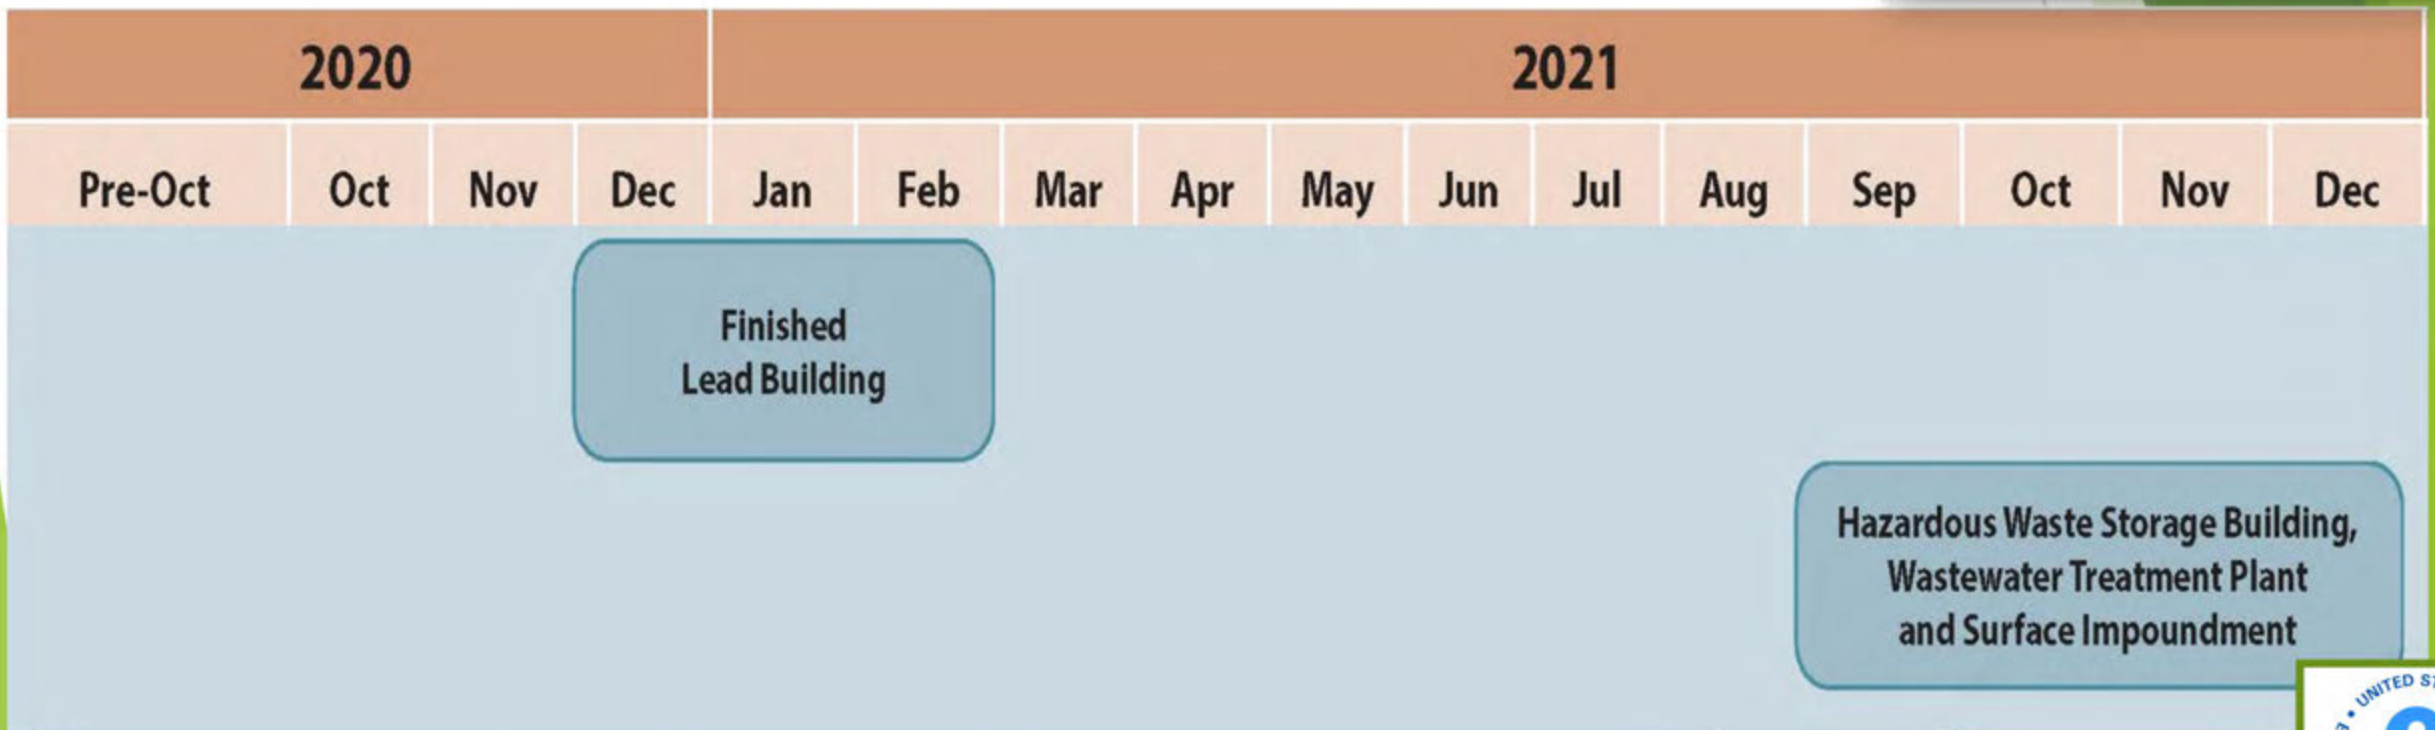 2020 2021
Pre-Oct Oct Nov Dec Jan Feb Mar Apr May Jun Jul Aug Sep Oct Nov Dec
Finished
Lead Building
Hazardous Waste Storage Building,
Wastewater Treatment Plant
and Surface Impoundment
UNITED